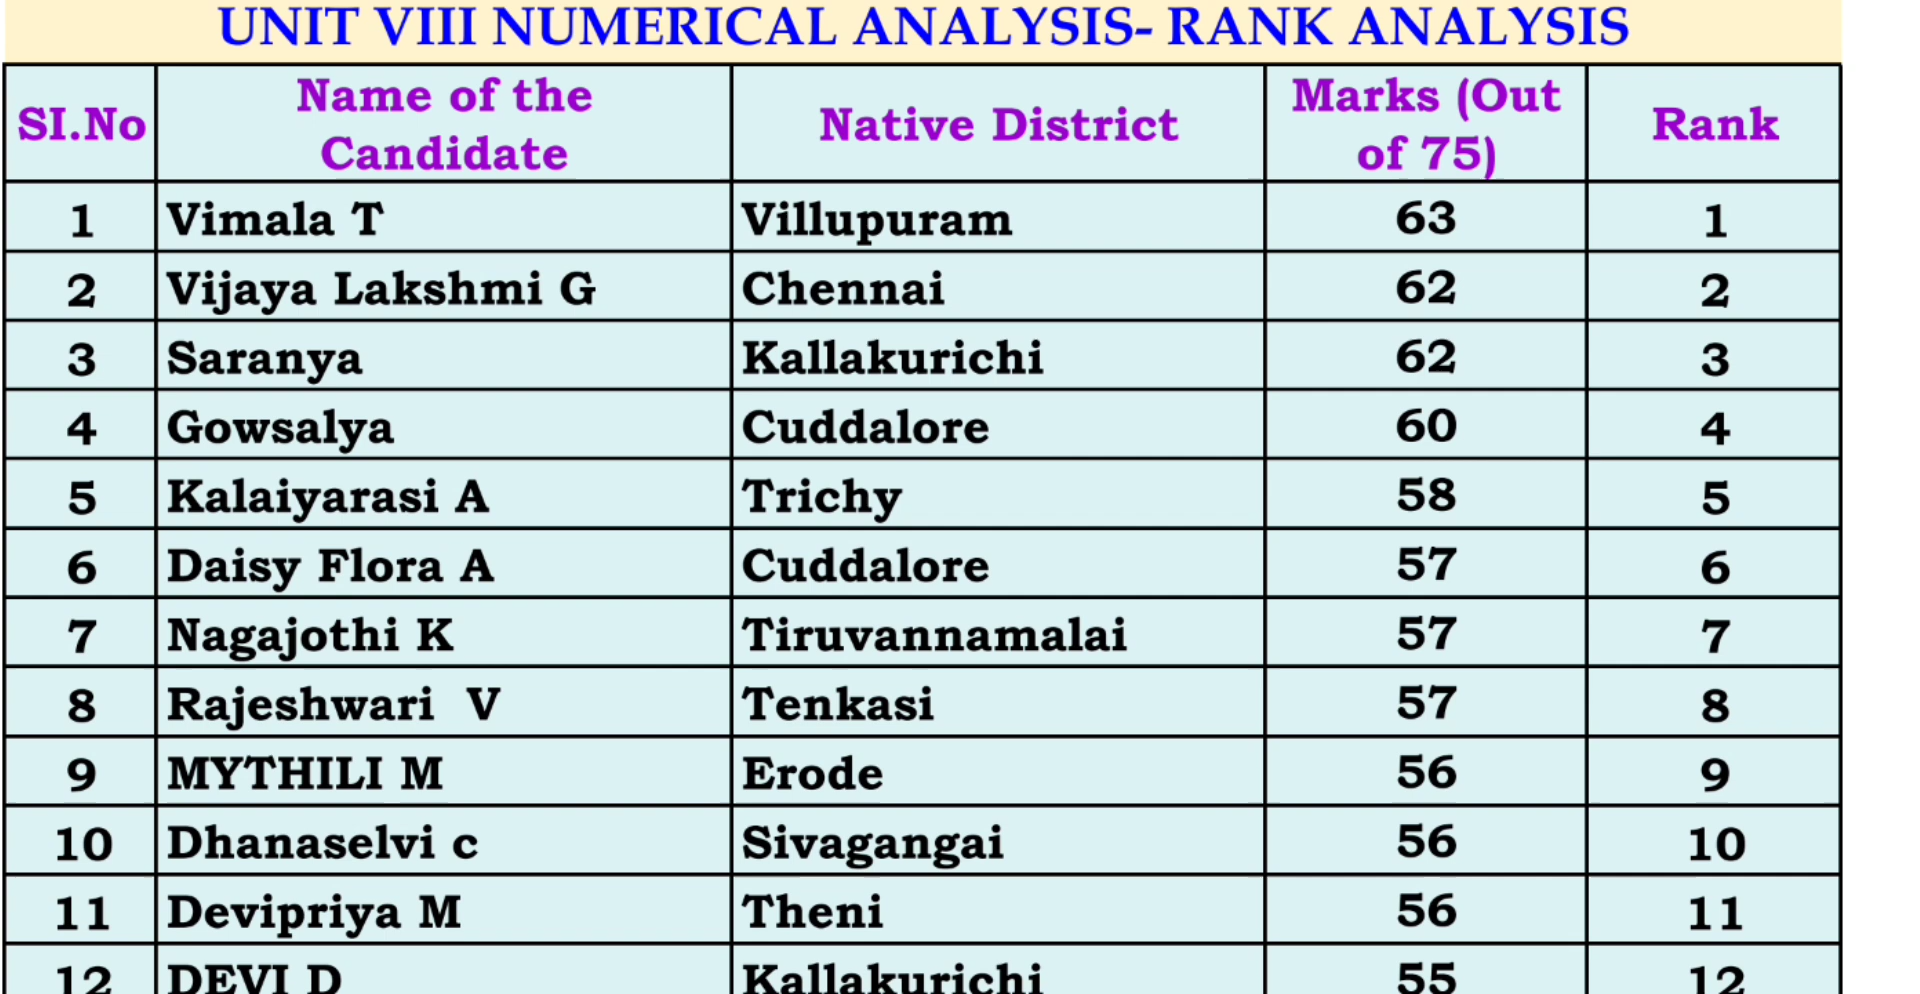 UNIT VIII NUMERICAL ANALYSIS- RANK ANALYSIS
SI.No Name of the Candidate Native District Marks (Out of 75) Rank
1 Vimala T Villupuram 63 1
2 Vijaya Lakshmi G Chennai 62 2
3 Saranya Kallakurichi 62 3
4 Gowsalya Cuddalore 60 4
5 Kalaiyarasi A Trichy 58 5
6 Daisy Flora A Cuddalore 57 6
7 Nagajothi K Tiruvannamalai 57 7
8 Rajeshwari  V Tenkasi 57 8
9 MYTHILI M Erode 56 9
10 Dhanaselvi c Sivagangai 56 10
11 Devipriya M Theni 56 11
12 DEVI D Kallakurichi 55 12